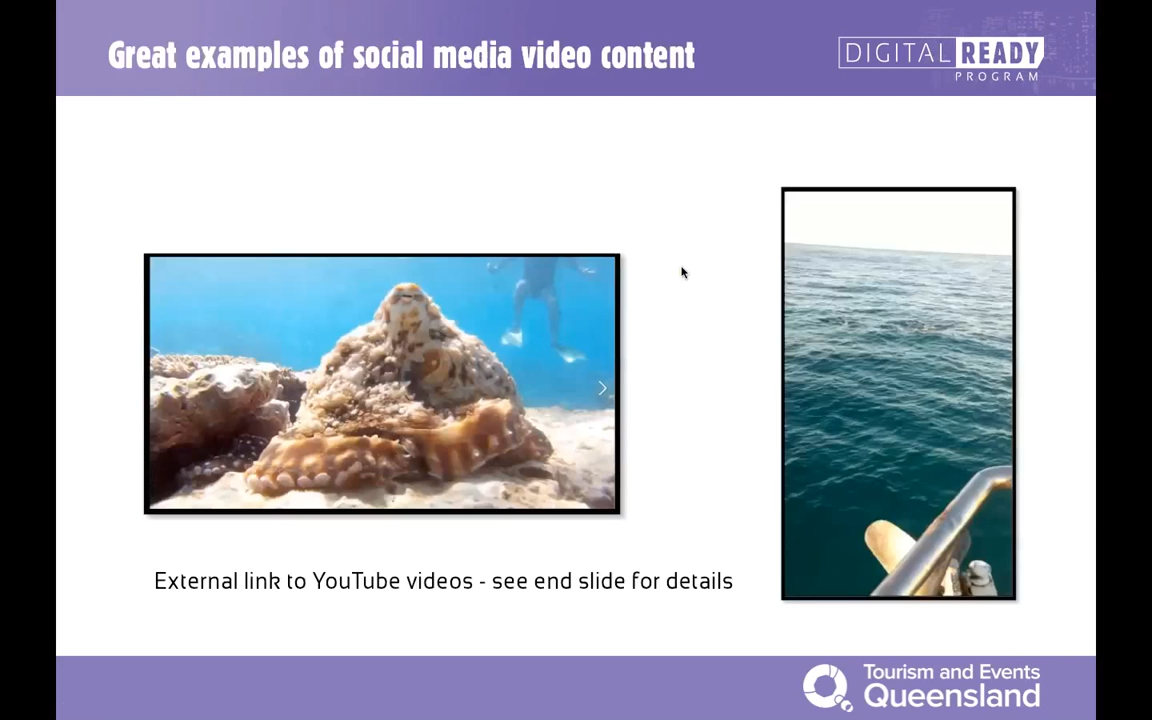 Great examples of social media video content
DIGITAL READY
PROGRAM
External link to YouTube videos - see end slide for details
Tourism and Events
Queensland